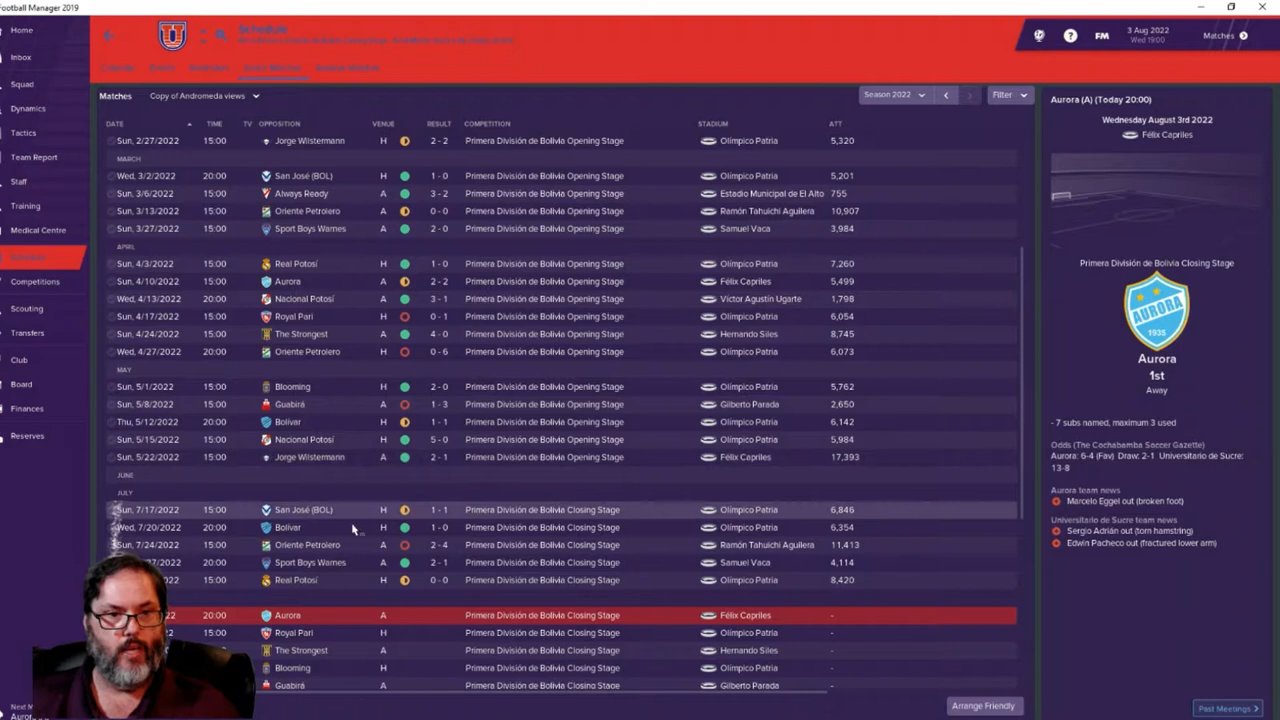 Football Manager 2019
Home
Inbox
Squad
Dynamics
Tactics
Team Report
Staff
Training
Medical Centre
Schedule
Competitions
Scouting
Transfers
Club
Board
Finances
Reserves
Schedule
3 Aug 2022
Wed 19:00
FM
Matches
Matches Copy of Andromeda views
Season 2022
Filter
DATE TIME TV OPPOSITION VENUE RESULT COMPETITION STADIUM ATT
Sun, 2/27/2022 15:00 Jorge Wilstermann H 2 - 2 Primera División de Bolivia Opening Stage Olímpico Patria 5,320
MARCH
Wed, 3/2/2022 20:00 San José (BOL) H 1 - 0 Primera División de Bolivia Opening Stage Olímpico Patria 5,201
Sun, 3/6/2022 15:00 Always Ready A 3 - 2 Primera División de Bolivia Opening Stage Estadio Municipal de El Alto 755
Sun, 3/13/2022 15:00 Oriente Petrolero A 0 - 0 Primera División de Bolivia Opening Stage Ramón Tahuichi Aguilera 10,907
Sun, 3/27/2022 15:00 Sport Boys Warnes A 2 - 0 Primera División de Bolivia Opening Stage Samuel Vaca 3,984
APRIL
Sun, 4/3/2022 15:00 Real Potosí H 1 - 0 Primera División de Bolivia Opening Stage Olímpico Patria 7,260
Sun, 4/10/2022 15:00 Aurora A 2 - 2 Primera División de Bolivia Opening Stage Félix Capriles 5,499
Wed, 4/13/2022 20:00 Nacional Potosí A 3 - 1 Primera División de Bolivia Opening Stage Víctor Agustín Ugarte 1,798
Sun, 4/17/2022 15:00 Royal Pari H 0 - 1 Primera División de Bolivia Opening Stage Olímpico Patria 6,054
Sun, 4/24/2022 15:00 The Strongest A 4 - 0 Primera División de Bolivia Opening Stage Hernando Siles 8,745
Wed, 4/27/2022 20:00 Oriente Petrolero H 0 - 6 Primera División de Bolivia Opening Stage Olímpico Patria 6,073
MAY
Sun, 5/1/2022 15:00 Blooming H 2 - 0 Primera División de Bolivia Opening Stage Olímpico Patria 5,762
Sun, 5/8/2022 15:00 Guabirá A 1 - 3 Primera División de Bolivia Opening Stage Gilberto Parada 2,650
Thu, 5/12/2022 20:00 Bolívar H 1 - 1 Primera División de Bolivia Opening Stage Olímpico Patria 6,142
Sun, 5/15/2022 15:00 Nacional Potosí H 5 - 0 Primera División de Bolivia Opening Stage Olímpico Patria 5,984
Sun, 5/22/2022 15:00 Jorge Wilstermann A 2 - 1 Primera División de Bolivia Opening Stage Félix Capriles 17,393
JUNE
JULY
Sun, 7/17/2022 15:00 San José (BOL) H 1 - 1 Primera División de Bolivia Closing Stage Olímpico Patria 6,846
Wed, 7/20/2022 20:00 Bolívar H 1 - 0 Primera División de Bolivia Closing Stage Olímpico Patria 6,354
Sun, 7/24/2022 15:00 Oriente Petrolero A 2 - 4 Primera División de Bolivia Closing Stage Ramón Tahuichi Aguilera 11,413
15:00 Sport Boys Warnes A 2 - 1 Primera División de Bolivia Closing Stage Samuel Vaca 4,114
15:00 Real Potosí H 0 - 0 Primera División de Bolivia Closing Stage Olímpico Patria 8,420
20:00 Aurora A Primera División de Bolivia Closing Stage Félix Capriles -
15:00 Royal Pari H Primera División de Bolivia Closing Stage Olímpico Patria -
15:00 The Strongest A Primera División de Bolivia Closing Stage Hernando Siles -
Blooming H Primera División de Bolivia Closing Stage Olímpico Patria -
Guabirá A Primera División de Bolivia Closing Stage Gilberto Parada -
Arrange Friendly
Aurora (A) (Today 20:00)
Wednesday August 3rd 2022
Félix Capriles
Primera División de Bolivia Closing Stage
AURORA
1935
Aurora
1st
Away
- 7 subs named, maximum 3 used
Odds (The Cochabamba Soccer Gazette)
Aurora: 6-4 (Fav) Draw: 2-1 Universitario de Sucre:
13-8
Aurora team news
Marcelo Eggel out (broken foot)
Universitario de Sucre team news
Sergio Adrián out (torn hamstring)
Edwin Pacheco out (fractured lower arm)
Past Meetings